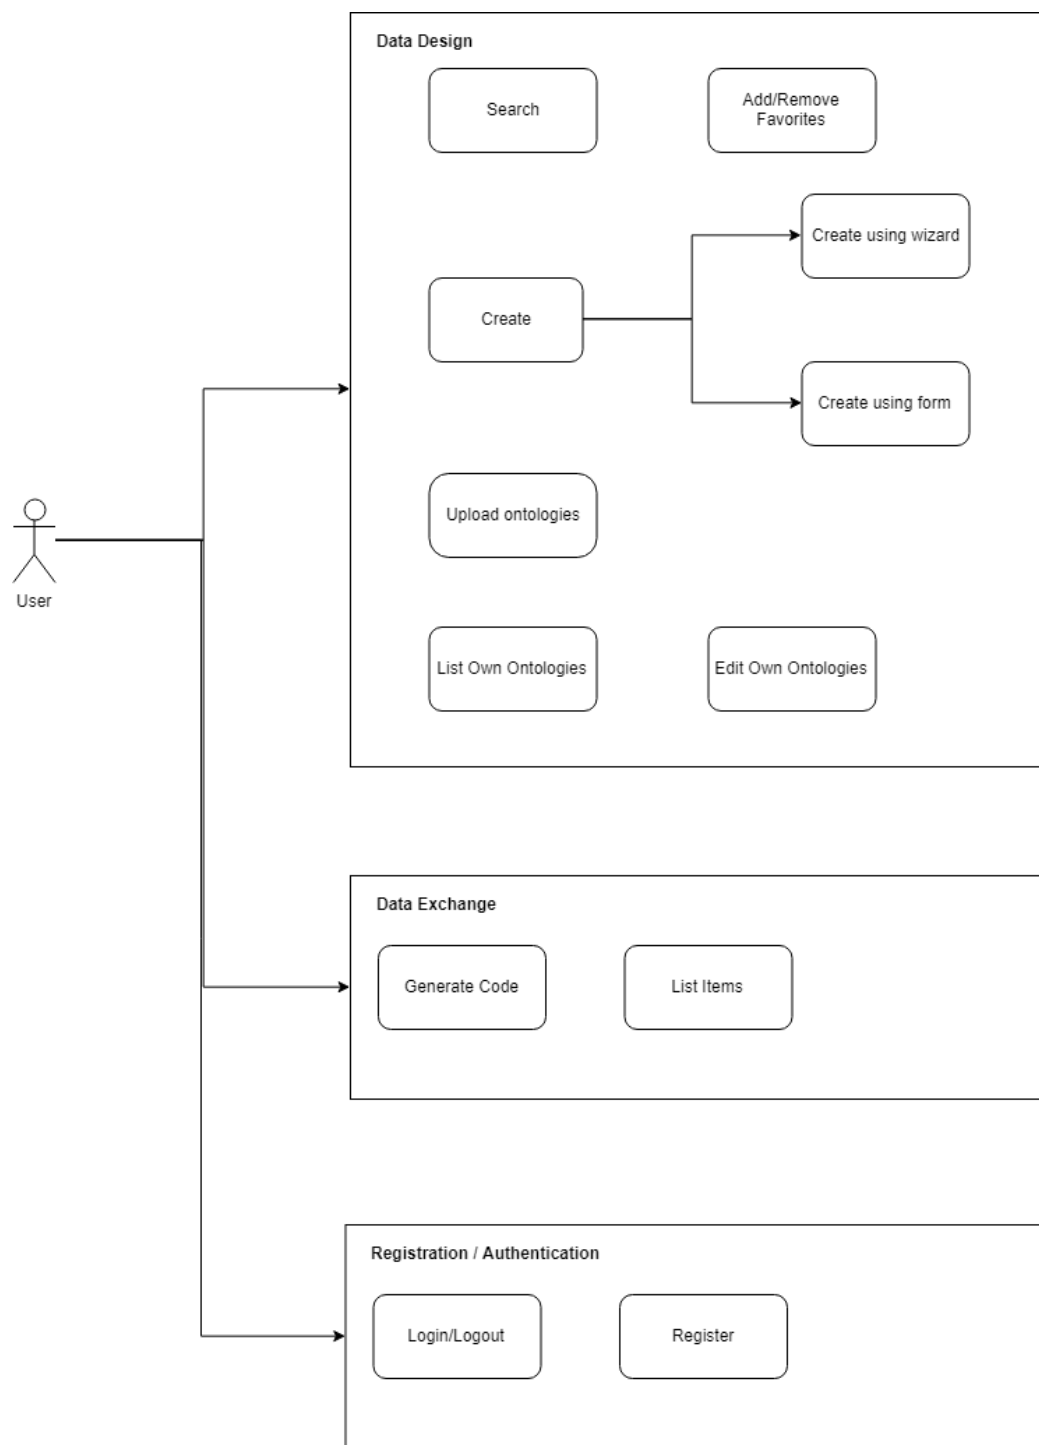 Data Design
Search
Add/Remove
Favorites
Create using wizard
Create
Create using form
Upload ontologies
User
List Own Ontologies
Edit Own Ontologies
Data Exchange
Generate Code
List Items
Registration / Authentication
Login/Logout
Register